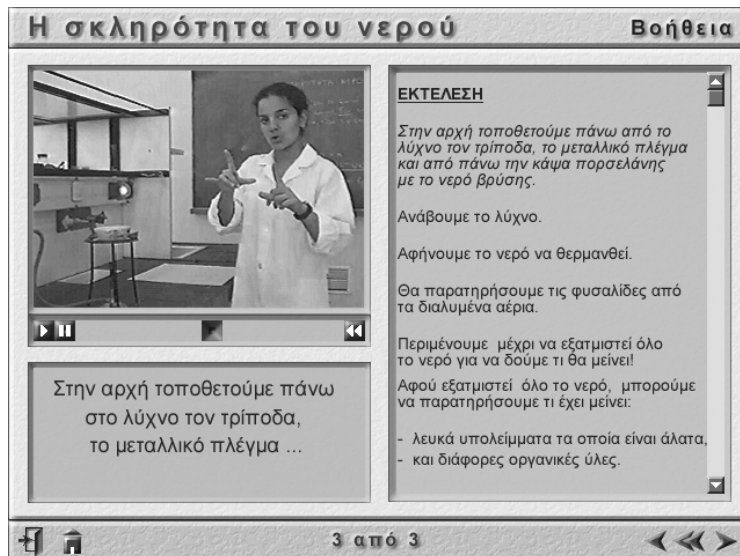 Η σκληρότητα του νερού
Βοήθεια
ΕΚΤΕΛΕΣΗ
Στην αρχή τοποθετούμε πάνω από το
λύχνο τον τρίποδα, το μεταλλικό πλέγμα
και από πάνω την κάψα πορσελάνης
με το νερό βρύσης.
Ανάβουμε το λύχνο.
Αφήνουμε το νερό να θερμανθεί.
Θα παρατηρήσουμε τις φυσαλίδες από
τα διαλυμένα αέρια.
Περιμένουμε μέχρι να εξατμιστεί όλο
το νερό για να δούμε τι θα μείνει!
Αφού εξατμιστεί όλο το νερό, μπορούμε
να παρατηρήσουμε τι έχει μείνει:
- λευκά υπολείμματα τα οποία είναι άλατα,
- και διάφορες οργανικές ύλες.
Στην αρχή τοποθετούμε πάνω
στο λύχνο τον τρίποδα,
το μεταλλικό πλέγμα ...
3 από 3